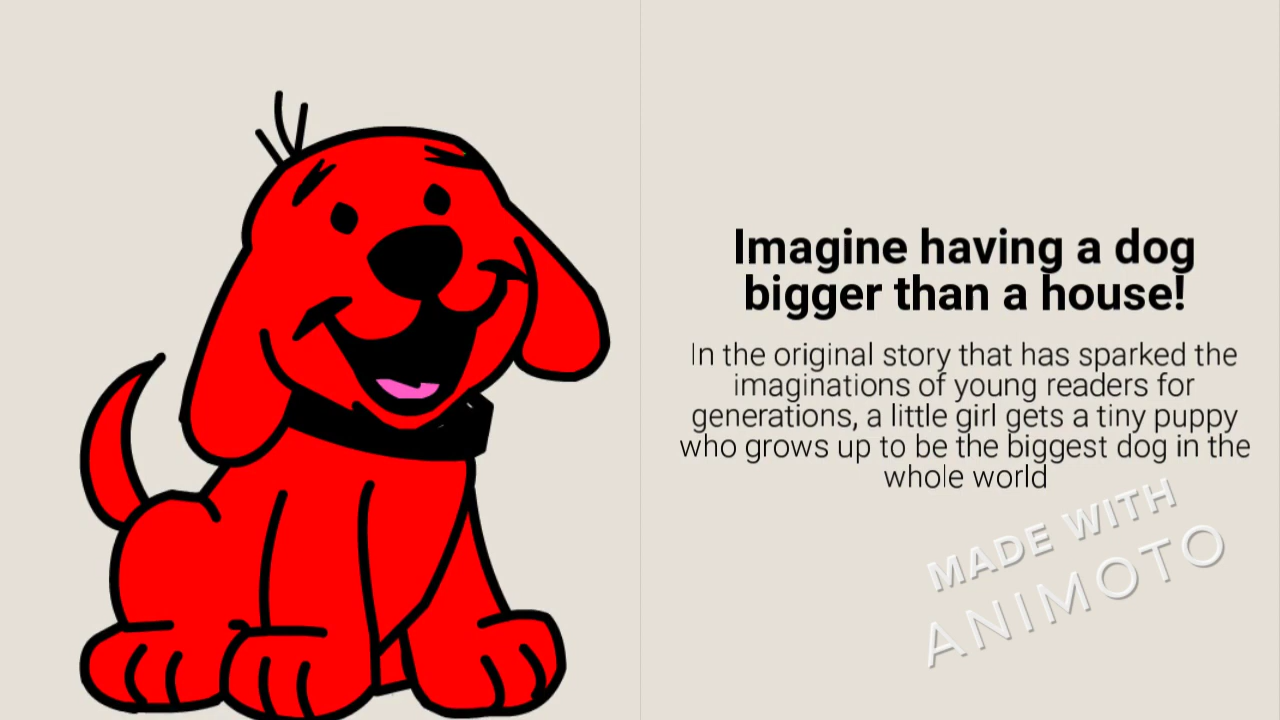 Imagine having a dog
bigger than a house!
In the original story that has sparked the
imaginations of young readers for
generations, a little girl gets a tiny puppy
who grows up to be the biggest dog in the
whole world
MADE WITH
ANIMOTO